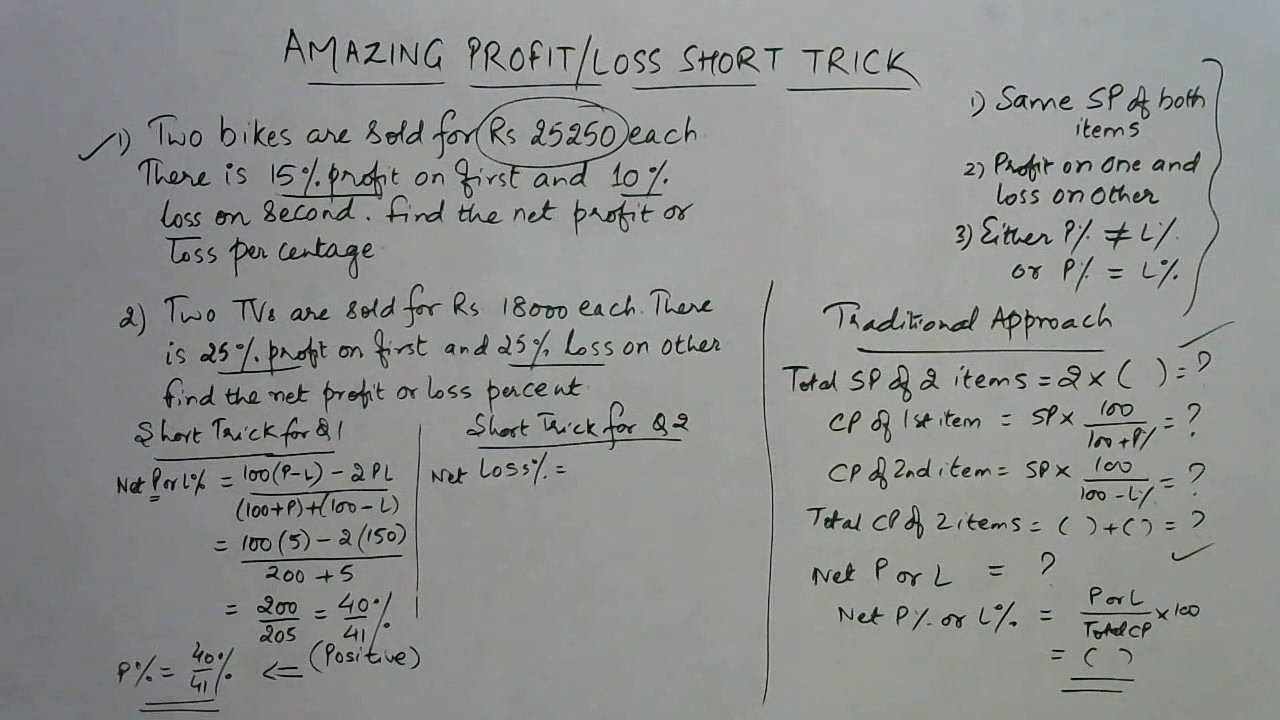 AMAZING PROFIT/LOSS SHORT TRICK
1) Two bikes are sold for Rs 25250 each
There is 15% profit on first and 10%
loss on second. find the net profit or
Loss percentage
2) Two TVs are sold for Rs 18000 each. There
is 25% profit on first and 25% Loss on other
find the net profit or loss percent
Short Trick for Q1
Net P or L% = 100(P-L) - 2PL
(100+P)+(100-L)
= 100(5) - 2(150)
200 + 5
= 200 = 40%
205 41
P% = 40% ⇐ (Positive)
41
Short Trick for Q2
Net Loss% =
1) Same SP of both
items
2) Profit on one and
loss on other
3) Either P% ≠ L%
or P% = L%
Traditional Approach
Total SP of 2 items = 2 × ( ) = ?
CP of 1st item = SP × 100 = ?
100+P%
CP of 2nd item = SP × 100 = ?
100-L%
Total CP of 2 items = ( ) + ( ) = ?
Net P or L = ?
Net P% or L% = P or L × 100
Total CP
= ( )